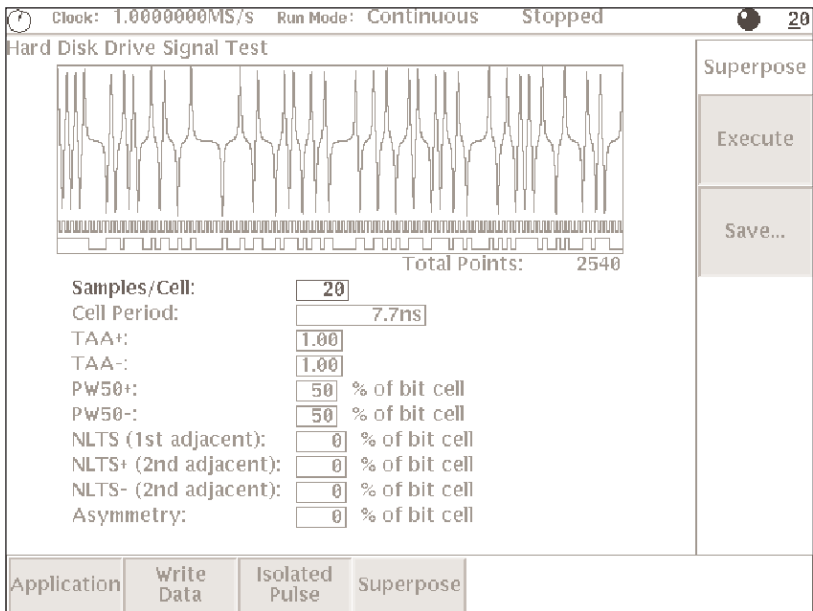 Clock: 1.0000000MS/s Run Mode: Continuous Stopped 20
Hard Disk Drive Signal Test
Superpose
Execute
Save...
Total Points: 2540
Samples/Cell: 20
Cell Period: 7.7ns
TAA+: 1.00
TAA-: 1.00
PW50+: 50 % of bit cell
PW50-: 50 % of bit cell
NLTS (1st adjacent): 0 % of bit cell
NLTS+ (2nd adjacent): 0 % of bit cell
NLTS- (2nd adjacent): 0 % of bit cell
Asymmetry: 0 % of bit cell
Application
Write Data
Isolated Pulse
Superpose